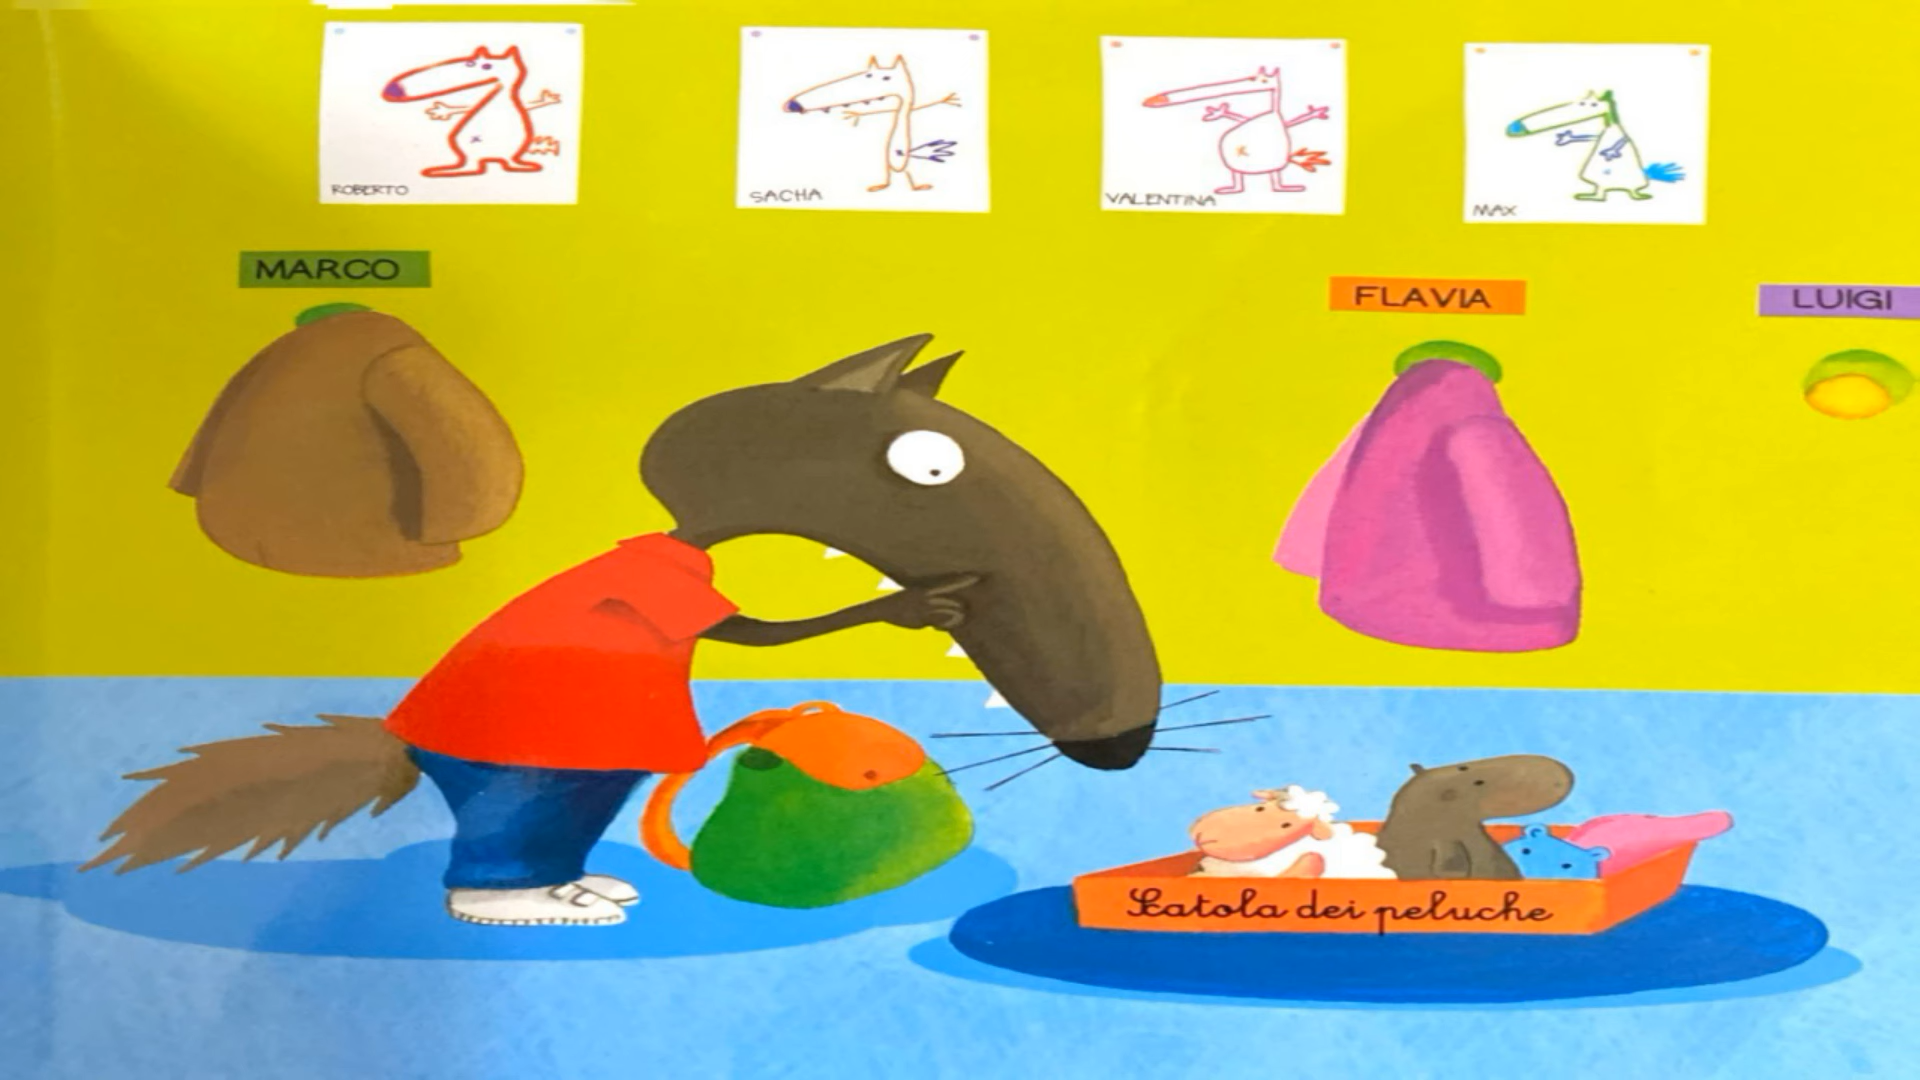 ROBERTO
SACHA
VALENTINA
MAX
MARCO
FLAVIA
LUIGI
Scatola dei peluche